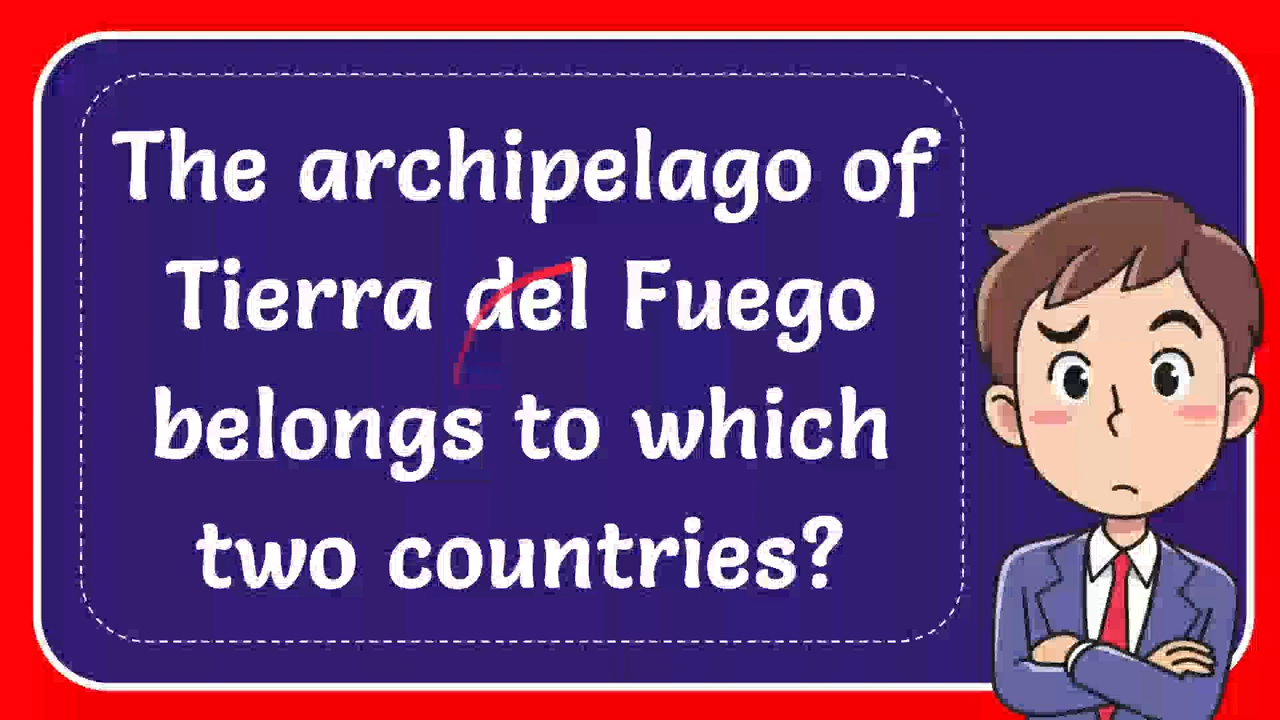 The archipelago of
Tierra del Fuego
belongs to which
two countries?